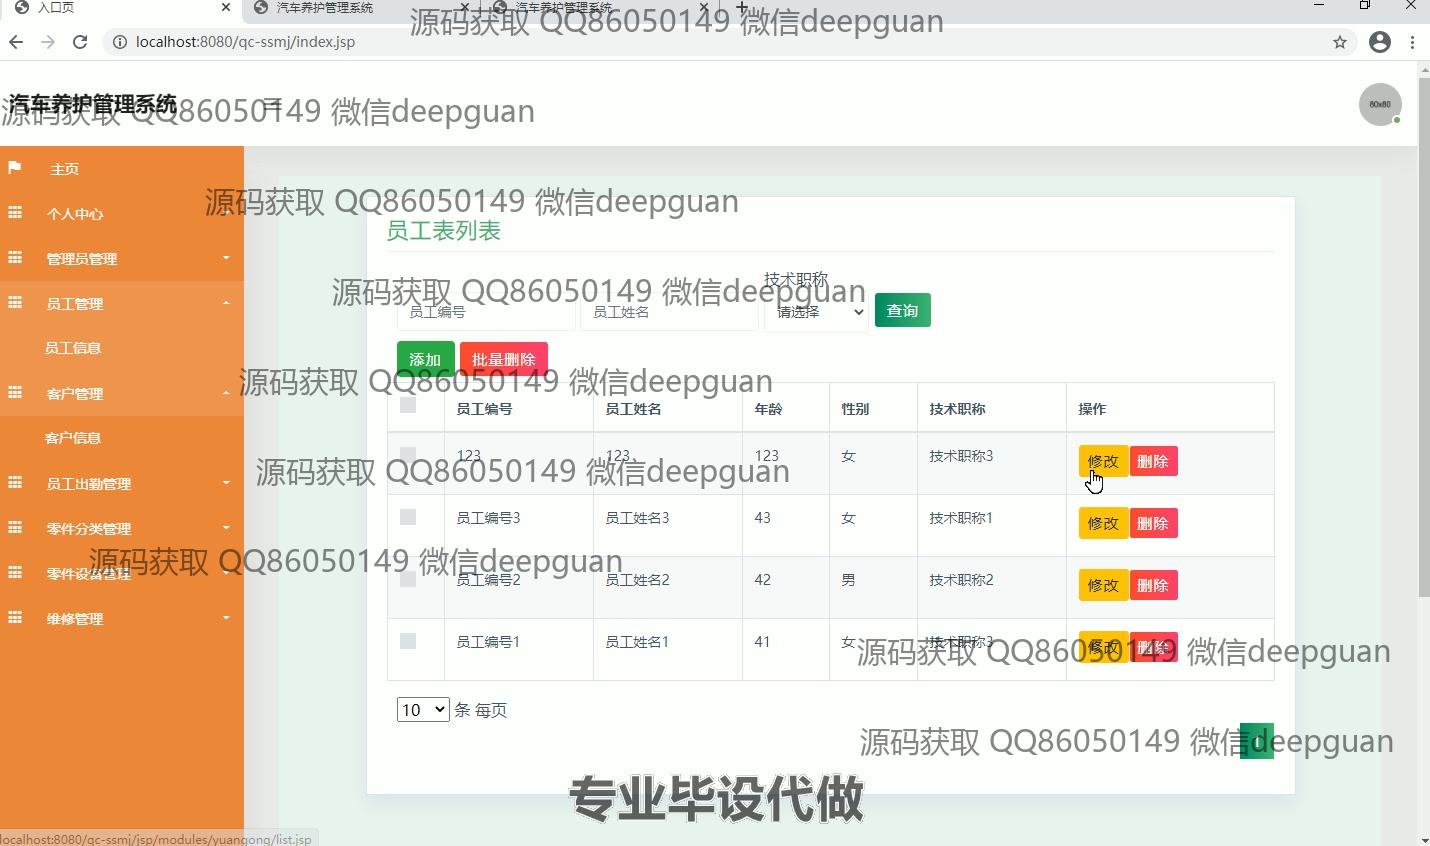 入口页
汽车养护管理系统
汽车养护管理系统
源码获取 QQ86050149 微信deepguan
localhost:8080/qc-ssmj/index.jsp
汽车养护管理系统
源码获取 QQ86050149 微信deepguan
80x80
主页
个人中心
管理员管理
员工管理
员工信息
客户管理
客户信息
员工出勤管理
零件分类管理
零件设备管理
维修管理
源码获取 QQ86050149 微信deepguan
员工表列表
技术职称
源码获取 QQ86050149 微信deepguan
员工编号 员工姓名 请选择 查询
添加 批量删除
源码获取 QQ86050149 微信deepguan
员工编号 员工姓名 年龄 性别 技术职称 操作
123 123 123 女 技术职称3 修改 删除
源码获取 QQ86050149 微信deepguan
员工编号3 员工姓名3 43 女 技术职称1 修改 删除
源码获取 QQ86050149 微信deepguan
员工编号2 员工姓名2 42 男 技术职称2 修改 删除
员工编号1 员工姓名1 41 女 技术职称3 修改 删除
源码获取 QQ86050149 微信deepguan
10 条 每页
源码获取 QQ86050149 微信deepguan
专业毕设代做
localhost:8080/qc-ssmj/jsp/modules/yuangong/list.jsp